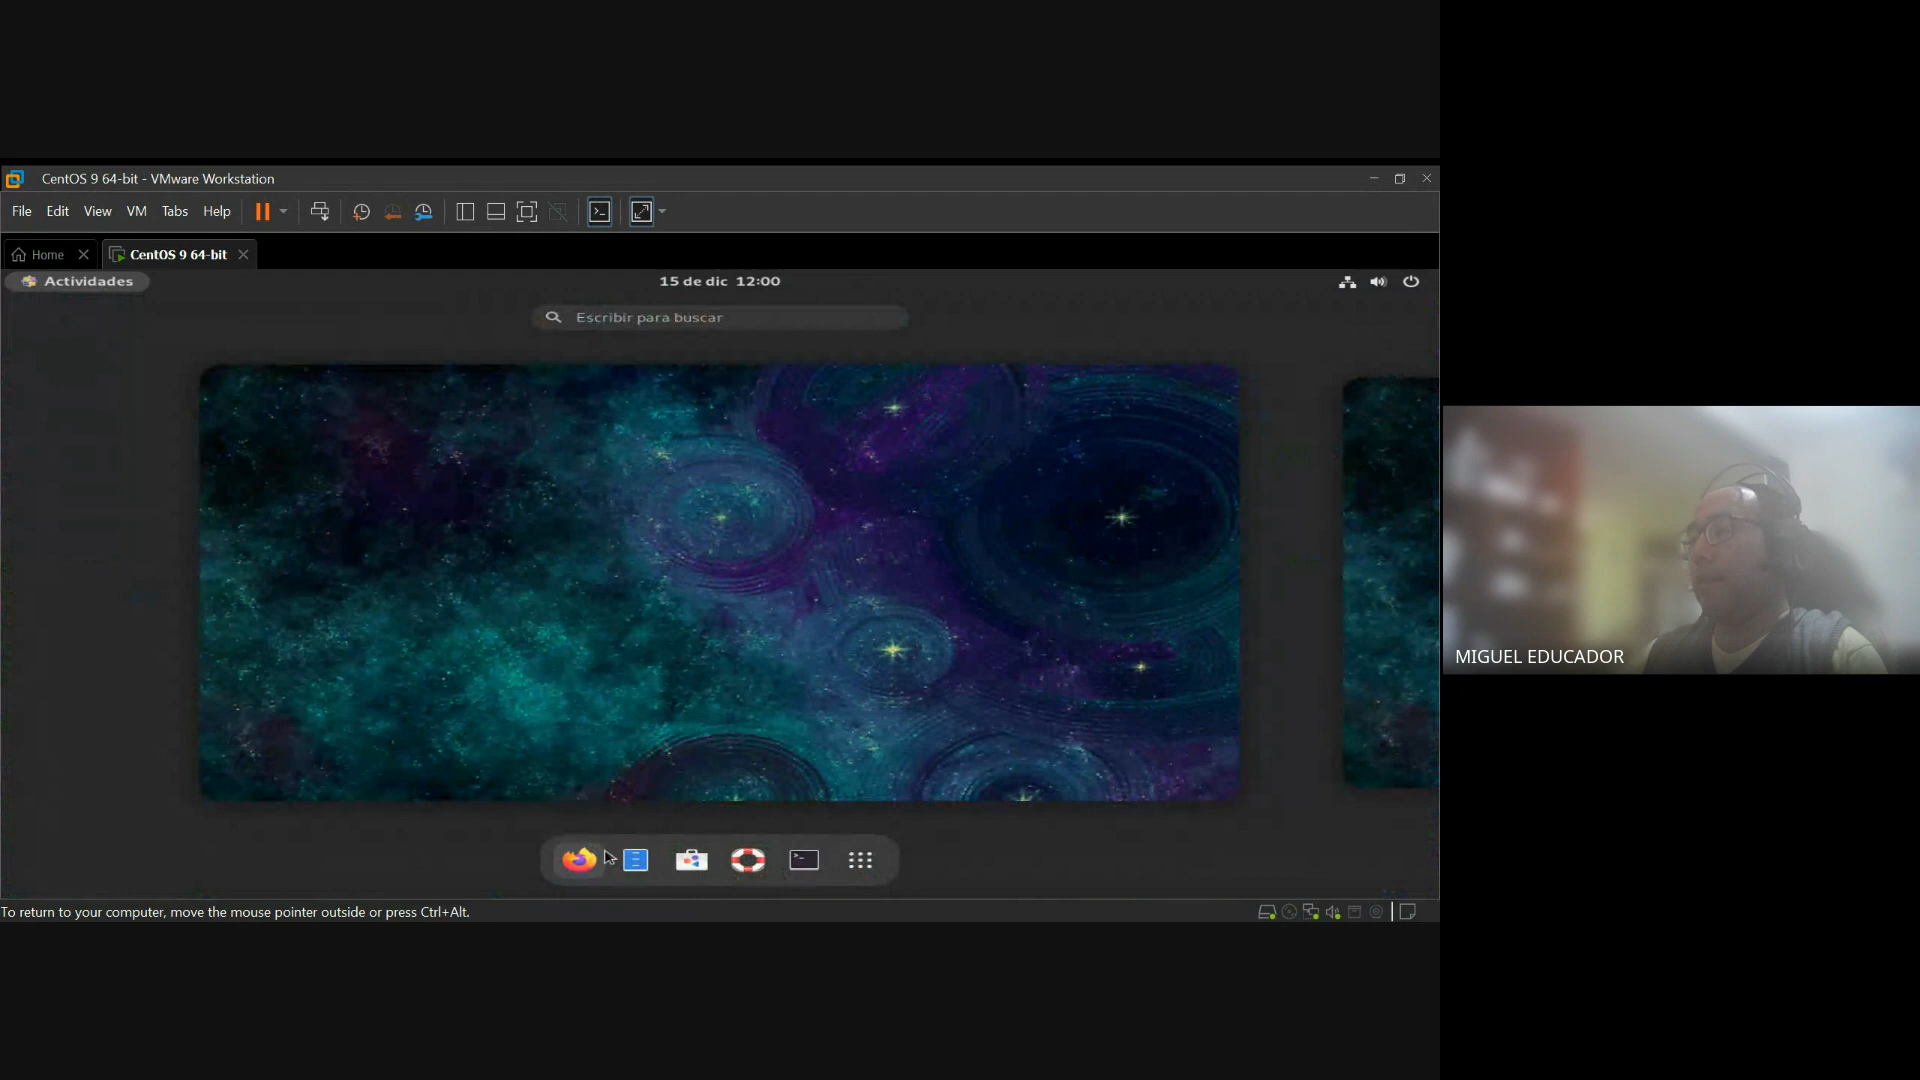 CentOS 9 64-bit - VMware Workstation
File Edit View VM Tabs Help
Home CentOS 9 64-bit
Actividades 15 de dic 12:00
Escribir para buscar
MIGUEL EDUCADOR
To return to your computer, move the mouse pointer outside or press Ctrl+Alt.